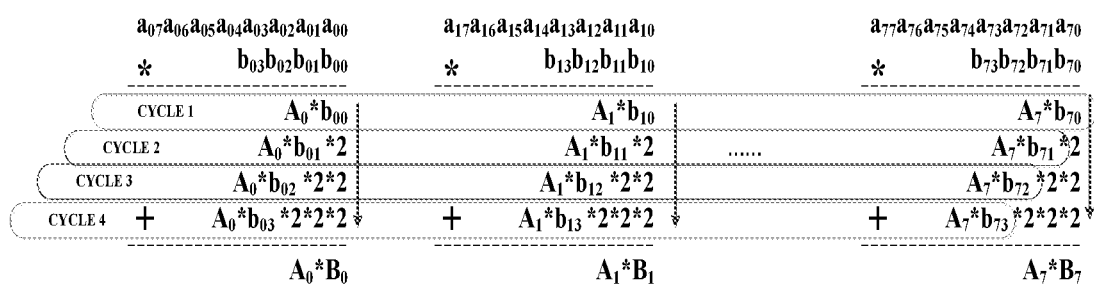 a₀₇a₀₆a₀₅a₀₄a₀₃a₀₂a₀₁a₀₀ a₁₇a₁₆a₁₅a₁₄a₁₃a₁₂a₁₁a₁₀ a₇₇a₇₆a₇₅a₇₄a₇₃a₇₂a₇₁a₇₀
* b₀₃b₀₂b₀₁b₀₀ * b₁₃b₁₂b₁₁b₁₀ * b₇₃b₇₂b₇₁b₇₀
CYCLE 1 A₀*b₀₀ A₁*b₁₀ A₇*b₇₀
CYCLE 2 A₀*b₀₁ *2 A₁*b₁₁ *2 ...... A₇*b₇₁ *2
CYCLE 3 A₀*b₀₂ *2*2 A₁*b₁₂ *2*2 A₇*b₇₂ *2*2
CYCLE 4 + A₀*b₀₃ *2*2*2 + A₁*b₁₃ *2*2*2 + A₇*b₇₃ *2*2*2
A₀*B₀ A₁*B₁ A₇*B₇